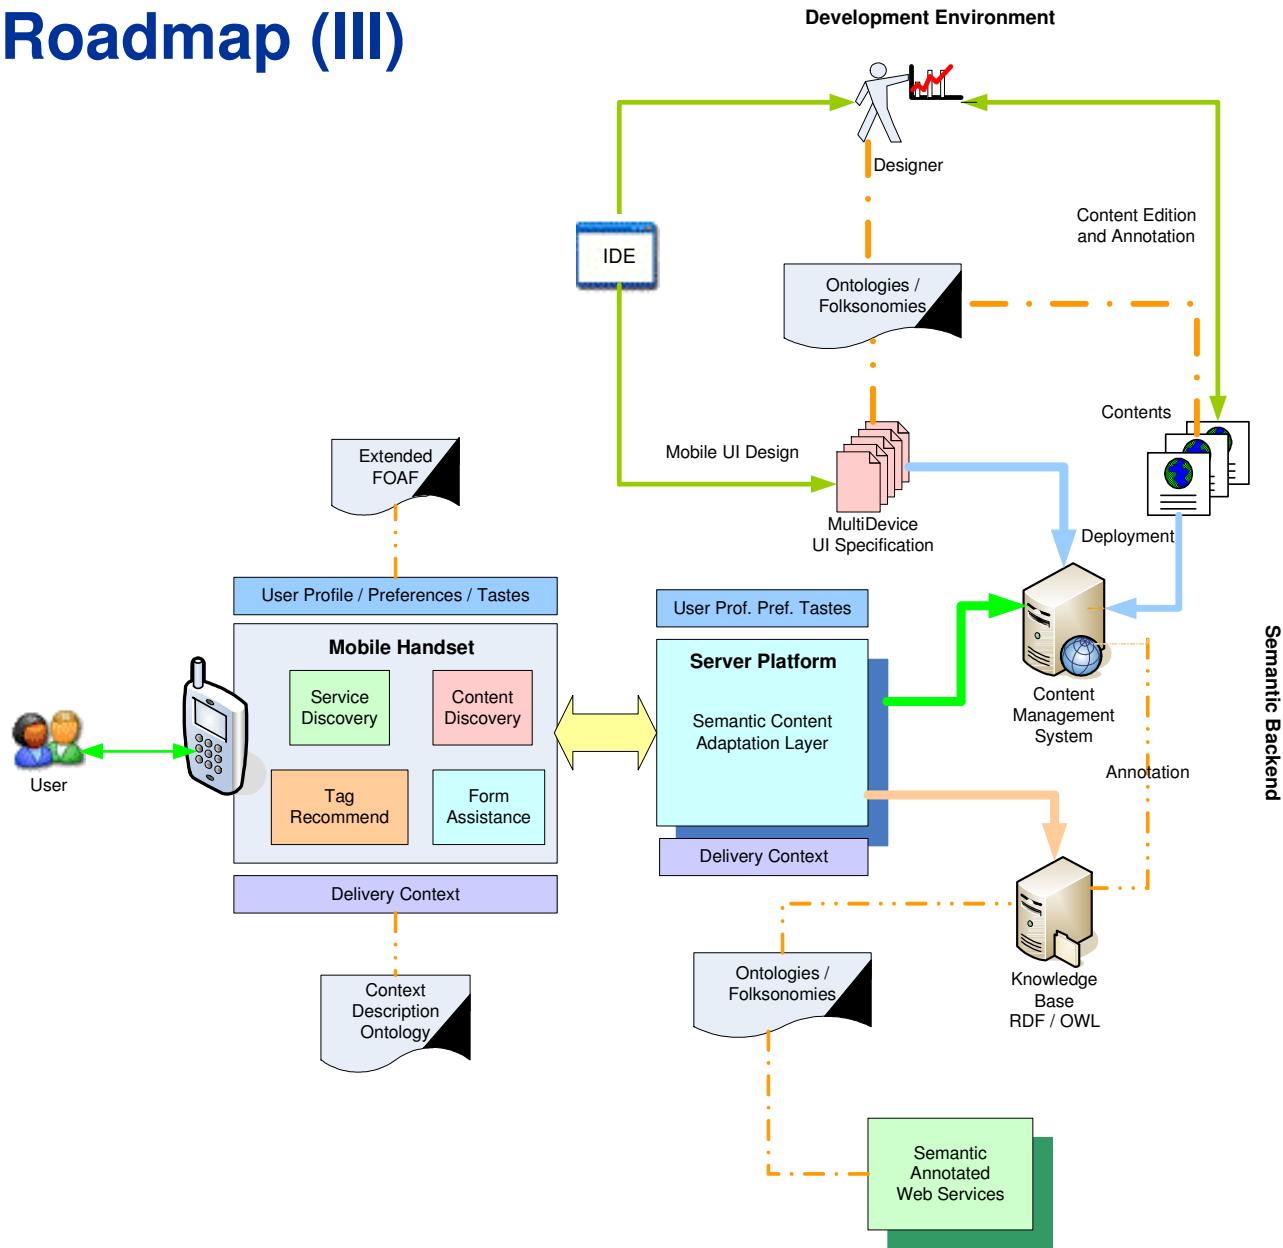 Roadmap (III)
Development Environment
Designer
Content Edition
and Annotation
IDE
Ontologies /
Folksonomies
Contents
Mobile UI Design
Extended
FOAF
MultiDevice
UI Specification
Deployment
User Profile / Preferences / Tastes
User Prof. Pref. Tastes
Mobile Handset
Server Platform
Service
Discovery
Content
Discovery
Semantic Content
Adaptation Layer
Content
Management
System
Semantic Backend
User
Tag
Recommend
Form
Assistance
Annotation
Delivery Context
Delivery Context
Ontologies /
Folksonomies
Knowledge
Base
RDF / OWL
Context
Description
Ontology
Semantic
Annotated
Web Services